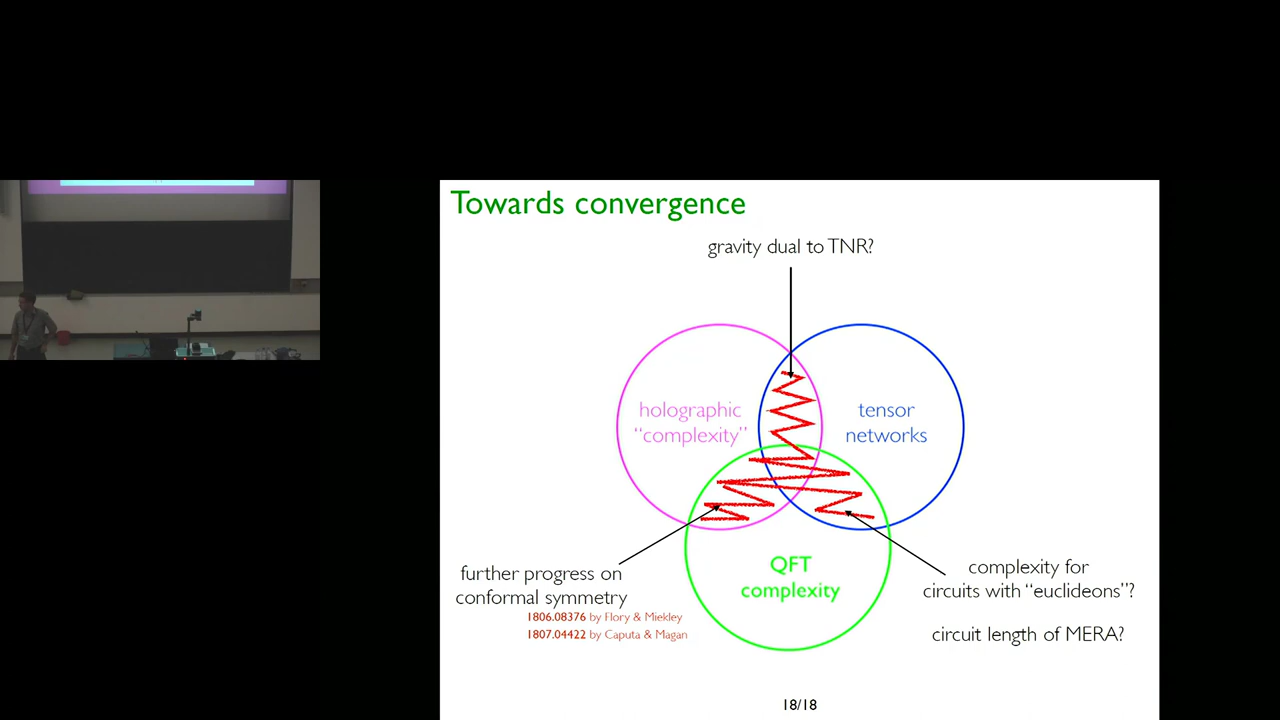 Towards convergence
gravity dual to TNR?
holographic
“complexity”
tensor
networks
QFT
complexity
further progress on
conformal symmetry
1806.08376 by Flory & Miekley
1807.04422 by Caputa & Magan
complexity for
circuits with “euclideons”?
circuit length of MERA?
18/18